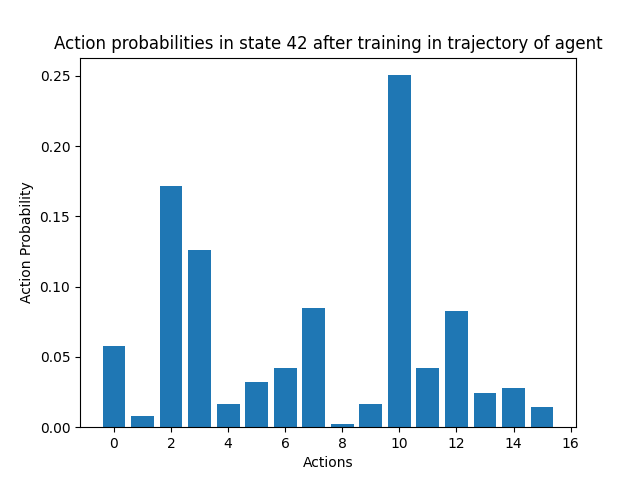 Action probabilities in state 42 after training in trajectory of agent
0.25
0.20
0.15
0.10
0.05
0.00
Action Probability
0 2 4 6 8 10 12 14 16
Actions